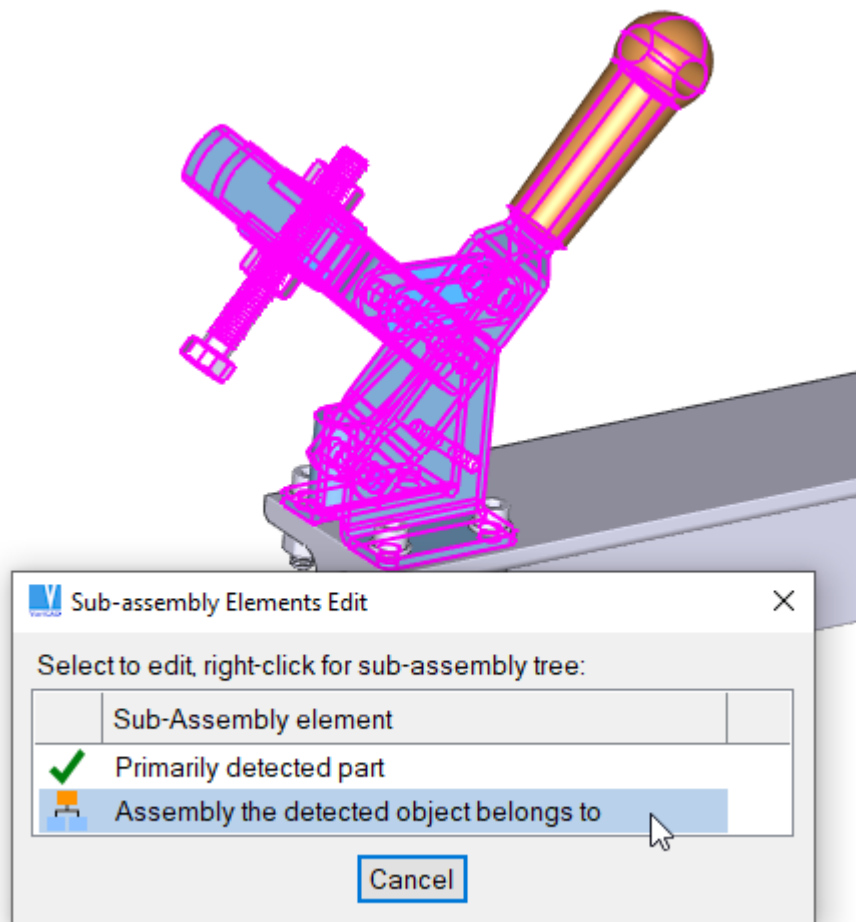 Sub-assembly Elements Edit
Select to edit, right-click for sub-assembly tree:
Sub-Assembly element
Primarily detected part
Assembly the detected object belongs to
Cancel